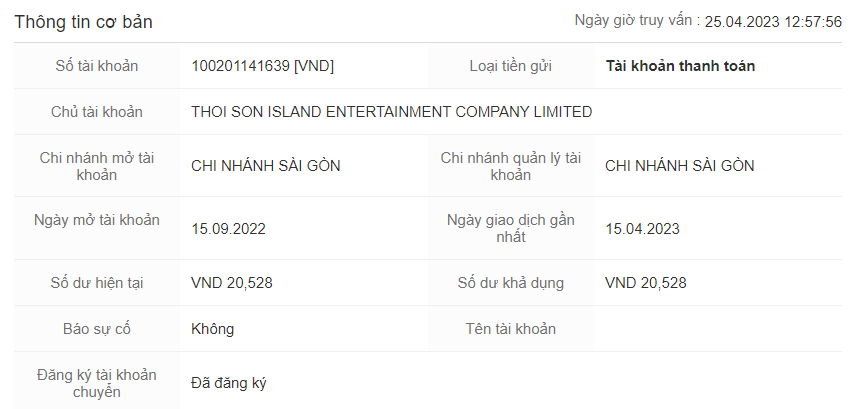 Thông tin cơ bản
Ngày giờ truy vấn : 25.04.2023 12:57:56
Số tài khoản 100201141639 [VND] Loại tiền gửi Tài khoản thanh toán
Chủ tài khoản THOI SON ISLAND ENTERTAINMENT COMPANY LIMITED
Chi nhánh mở tài
khoản
CHI NHÁNH SÀI GÒN
Chi nhánh quản lý tài
khoản
CHI NHÁNH SÀI GÒN
Ngày mở tài khoản 15.09.2022
Ngày giao dịch gần
nhất
15.04.2023
Số dư hiện tại VND 20,528 Số dư khả dụng VND 20,528
Báo sự cố Không Tên tài khoản
Đăng ký tài khoản
chuyển
Đã đăng ký